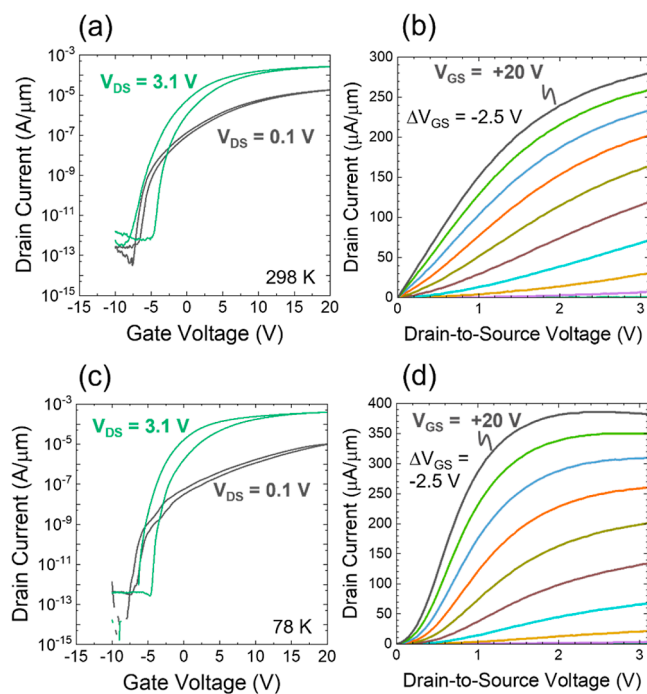 (a)
10⁻³
10⁻⁵
10⁻⁷
10⁻⁹
10⁻¹¹
10⁻¹³
10⁻¹⁵
Drain Current (A/μm)
V_DS = 3.1 V
V_DS = 0.1 V
298 K
-15 -10 -5 0 5 10 15 20
Gate Voltage (V)
(b)
300
250
200
150
100
50
0
Drain Current (μA/μm)
V_GS = +20 V
ΔV_GS = -2.5 V
0 1 2 3
Drain-to-Source Voltage (V)
(c)
10⁻³
10⁻⁵
10⁻⁷
10⁻⁹
10⁻¹¹
10⁻¹³
10⁻¹⁵
Drain Current (A/μm)
V_DS = 3.1 V
V_DS = 0.1 V
78 K
-15 -10 -5 0 5 10 15 20
Gate Voltage (V)
(d)
400
350
300
250
200
150
100
50
0
Drain Current (μA/μm)
V_GS = +20 V
ΔV_GS =
-2.5 V
0 1 2 3
Drain-to-Source Voltage (V)